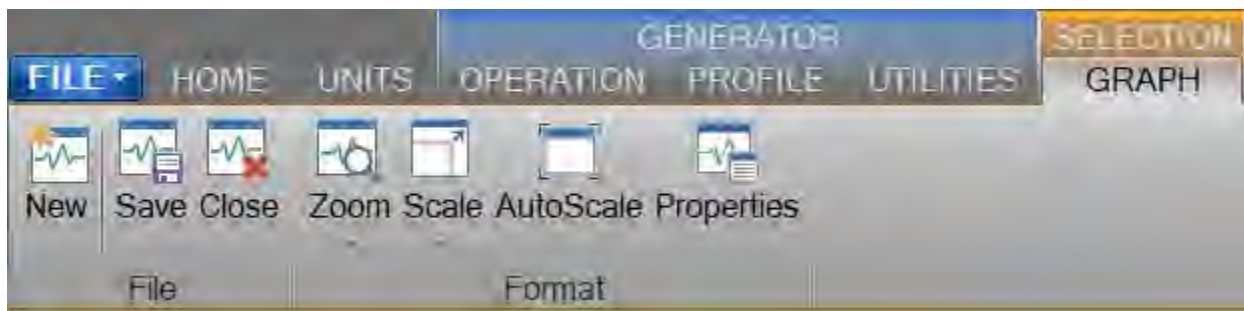 GENERATOR SELECTION
FILE HOME UNITS OPERATION PROFILE UTILITIES GRAPH
New Save Close Zoom Scale AutoScale Properties
File Format